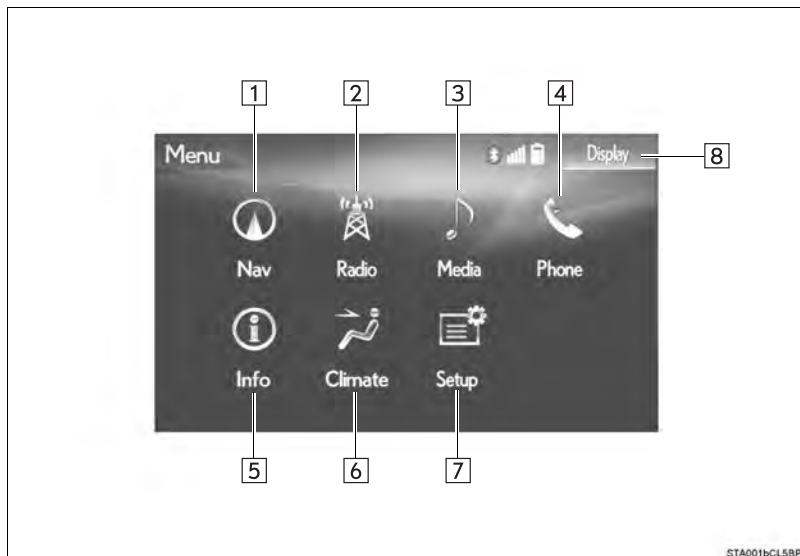 1 2 3 4
Menu Display 8
Nav Radio Media Phone
Info Climate Setup
5 6 7
STA001bCL5BP